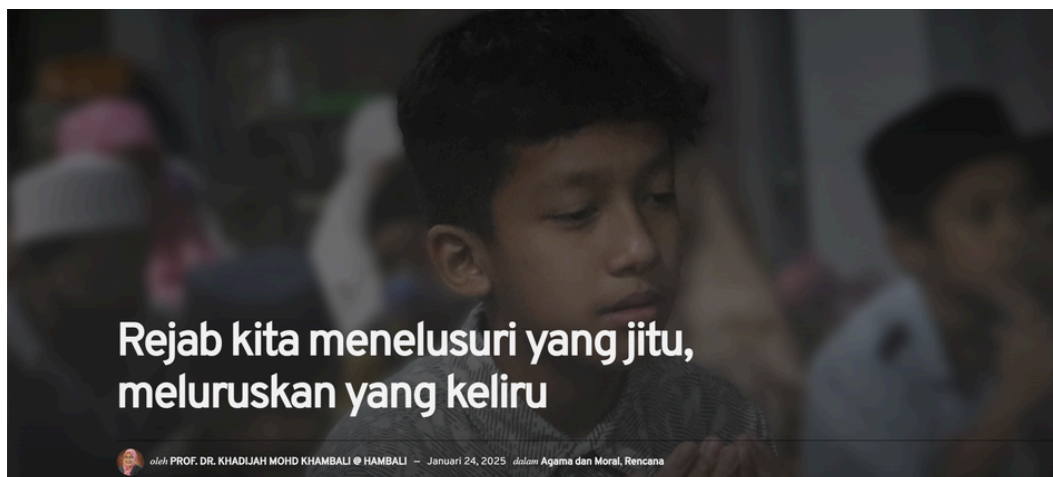 Rejab kita menelusuri yang jitu,
meluruskan yang keliru
oleh PROF. DR. KHADIJAH MOHD KHAMBALI @ HAMBALI — Januari 24, 2025 dalam Agama dan Moral, Rencana